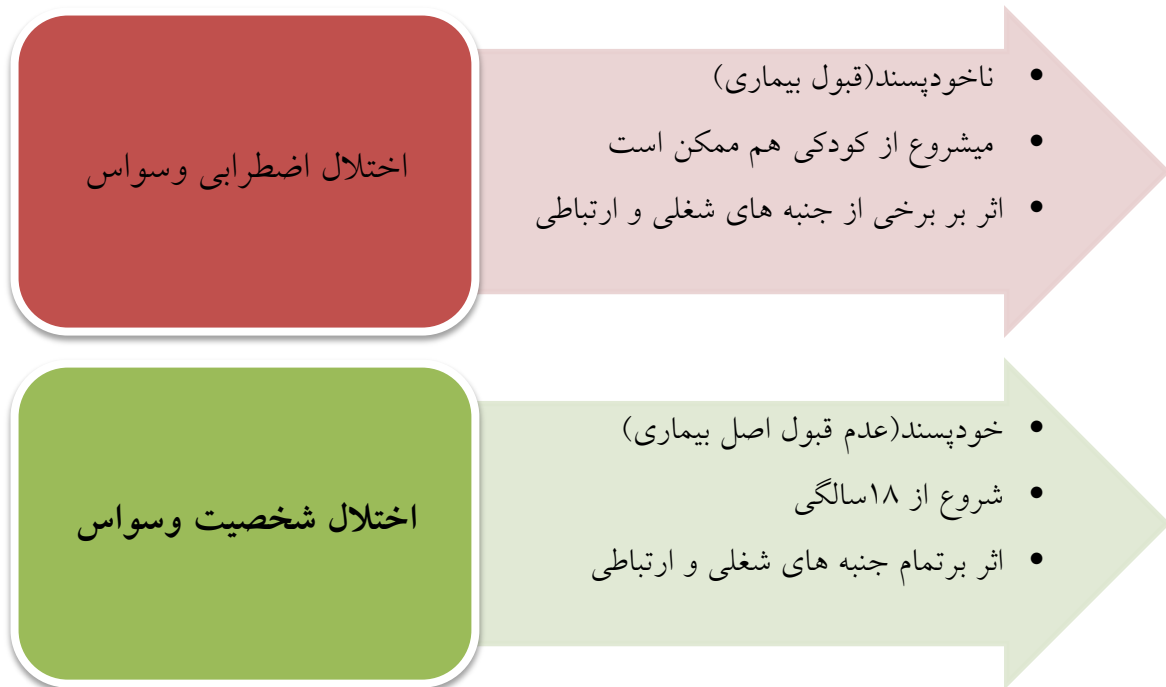 اختلال اضطرابی وسواس
• ناخودپسند(قبول بیماری)
• میشروع از کودکی هم ممکن است
• اثر بر برخی از جنبه های شغلی و ارتباطی
اختلال شخصیت وسواس
• خودپسند(عدم قبول اصل بیماری)
• شروع از ۱۸سالگی
• اثر برتمام جنبه های شغلی و ارتباطی